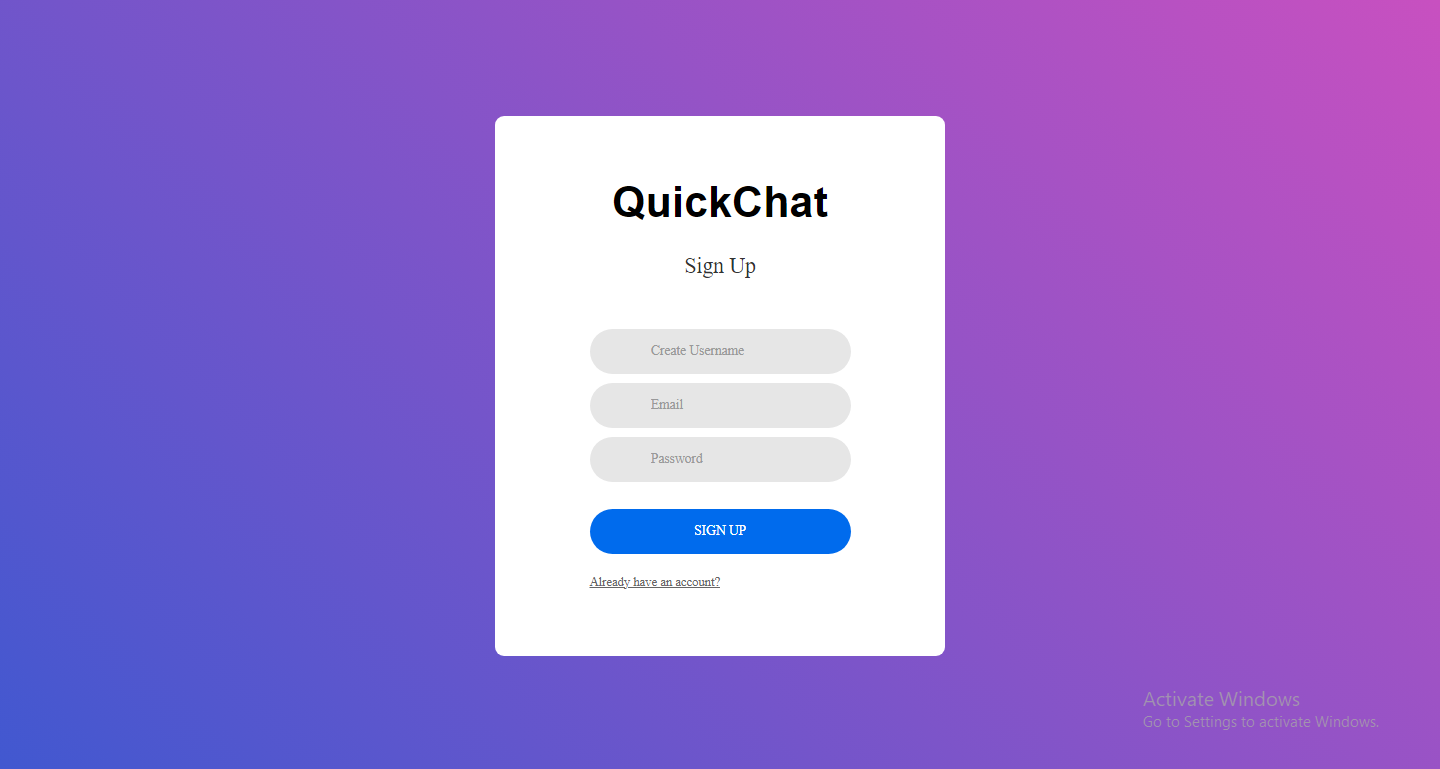 QuickChat
Sign Up
Create Username
Email
Password
SIGN UP
Already have an account?
Activate Windows
Go to Settings to activate Windows.